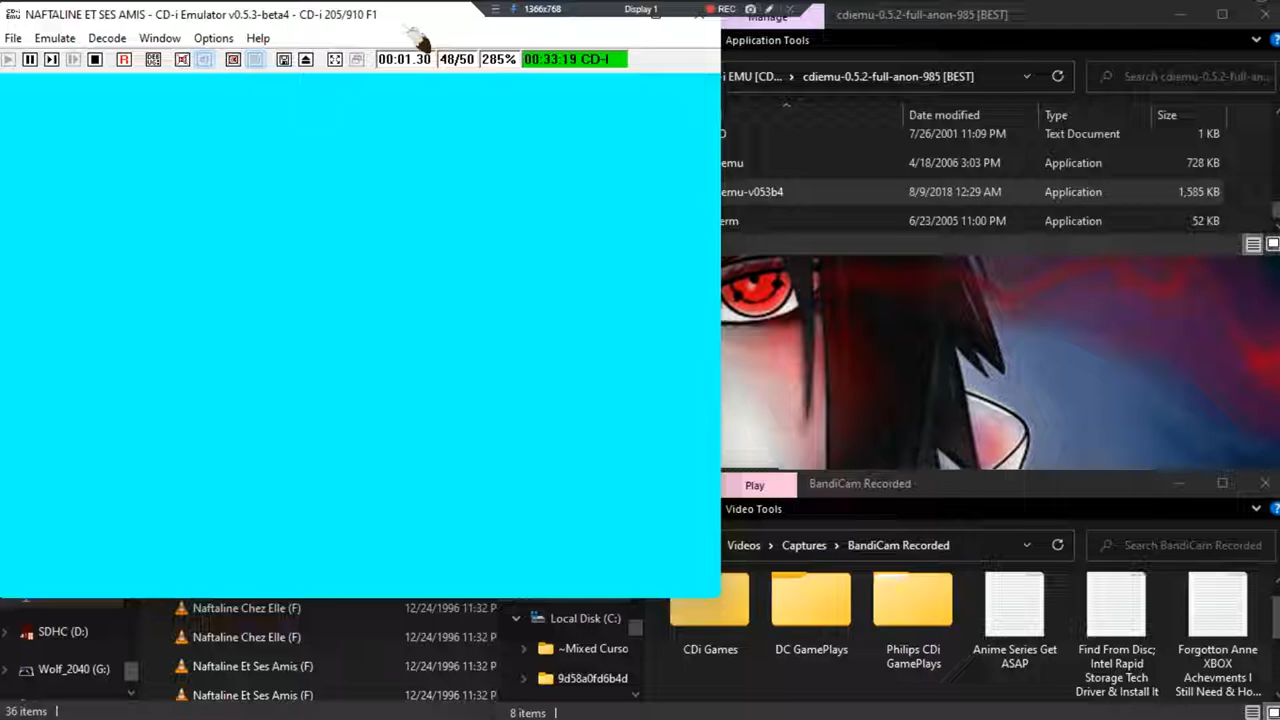 NAFTALINE ET SES AMIS - CD-i Emulator v0.5.3-beta4 - CD-i 205/910 F1
1366x768 Display 1 REC
File Emulate Decode Window Options Help
00:01.30 48/50 285% 00:33:19 CD-I
Manage cdiemu-0.5.2-full-anon-985 [BEST]
Application Tools
i EMU [CD... > cdiemu-0.5.2-full-anon-985 [BEST]
Search cdiemu-0.5.2-full-an...
Date modified Type Size
7/26/2001 11:09 PM Text Document 1 KB
emu 4/18/2006 3:03 PM Application 728 KB
emu-v053b4 8/9/2018 12:29 AM Application 1,585 KB
erm 6/23/2005 11:00 PM Application 52 KB
Play BandiCam Recorded
Video Tools
Videos > Captures > BandiCam Recorded
Search BandiCam Recorded
CDi Games
DC GamePlays
Philips CDi
GamePlays
Anime Series Get
ASAP
Find From Disc;
Intel Rapid
Storage Tech
Driver & Install It
Forgotton Anne
XBOX
Achevments I
Still Need & Ho...
SDHC (D:)
Wolf_2040 (G:)
Naftaline Chez Elle (F) 12/24/1996 11:32 P
Naftaline Chez Elle (F) 12/24/1996 11:32 P
Naftaline Et Ses Amis (F) 12/24/1996 11:32 P
Naftaline Et Ses Amis (F) 12/24/1996 11:32 P
Local Disk (C:)
~Mixed Curso
9d58a0fd6b4d
36 items
8 items